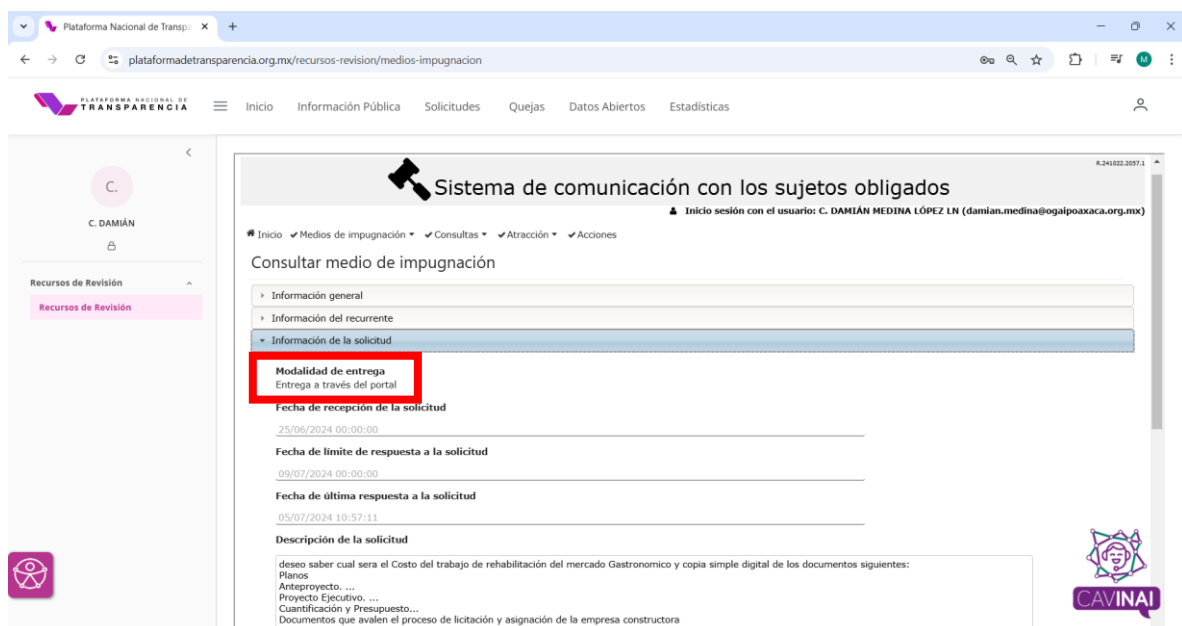 Plataforma Nacional de Transpa
plataformadetransparencia.org.mx/recursos-revision/medios-impugnacion
M
PLATAFORMA NACIONAL DE
TRANSPARENCIA
Inicio Información Pública Solicitudes Quejas Datos Abiertos Estadísticas
C.
C. DAMIÁN
Recursos de Revisión
Recursos de Revisión
R.241022.2057.1
Sistema de comunicación con los sujetos obligados
Inicio sesión con el usuario: C. DAMIÁN MEDINA LÓPEZ LN (damian.medina@ogaipoaxaca.org.mx)
Inicio Medios de impugnación Consultas Atracción Acciones
Consultar medio de impugnación
Información general
Información del recurrente
Información de la solicitud
Modalidad de entrega
Entrega a través del portal
Fecha de recepción de la solicitud
25/06/2024 00:00:00
Fecha de límite de respuesta a la solicitud
09/07/2024 00:00:00
Fecha de última respuesta a la solicitud
05/07/2024 10:57:11
Descripción de la solicitud
deseo saber cual sera el Costo del trabajo de rehabilitación del mercado Gastronomico y copia simple digital de los documentos siguientes:
Planos
Anteproyecto. ...
Proyecto Ejecutivo. ...
Cuantificación y Presupuesto...
Documentos que avalen el proceso de licitación y asignación de la empresa constructora
CAVINAI